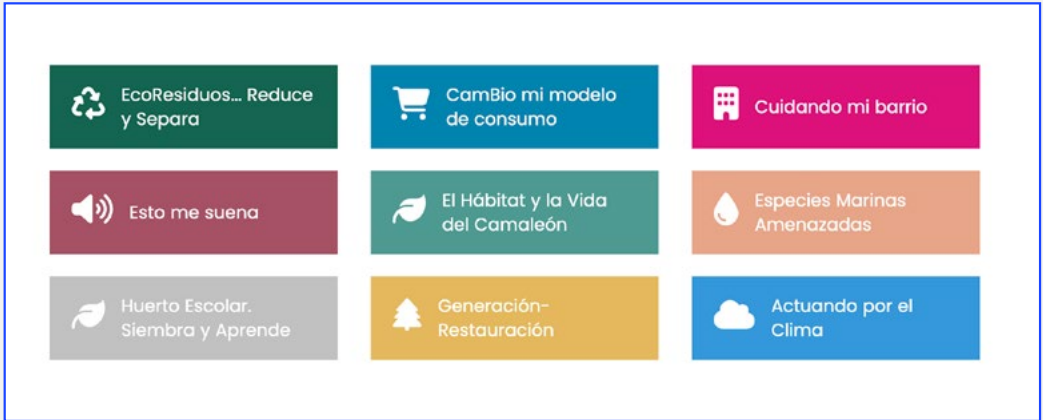 EcoResiduos... Reduce
y Separa
CamBio mi modelo
de consumo
Cuidando mi barrio
Esto me suena
El Hábitat y la Vida
del Camaleón
Especies Marinas
Amenazadas
Huerto Escolar.
Siembra y Aprende
Generación-
Restauración
Actuando por el
Clima